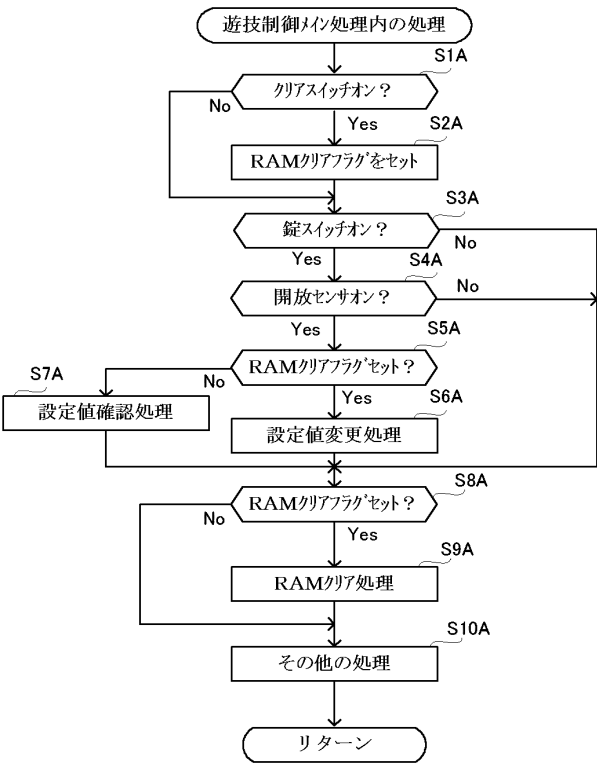 遊技制御ﾒｲﾝ処理内の処理
S1A
ｸﾘｱｽｲｯﾁｵﾝ？
No
Yes
S2A
RAMｸﾘｱﾌﾗｸﾞをｾｯﾄ
S3A
錠ｽｲｯﾁｵﾝ？
No
Yes
S4A
開放ｾﾝｻｵﾝ？
No
Yes
S5A
RAMｸﾘｱﾌﾗｸﾞｾｯﾄ？
No
S7A
Yes
S6A
設定値確認処理
設定値変更処理
S8A
RAMｸﾘｱﾌﾗｸﾞｾｯﾄ？
No
Yes
S9A
RAMｸﾘｱ処理
S10A
その他の処理
リターン